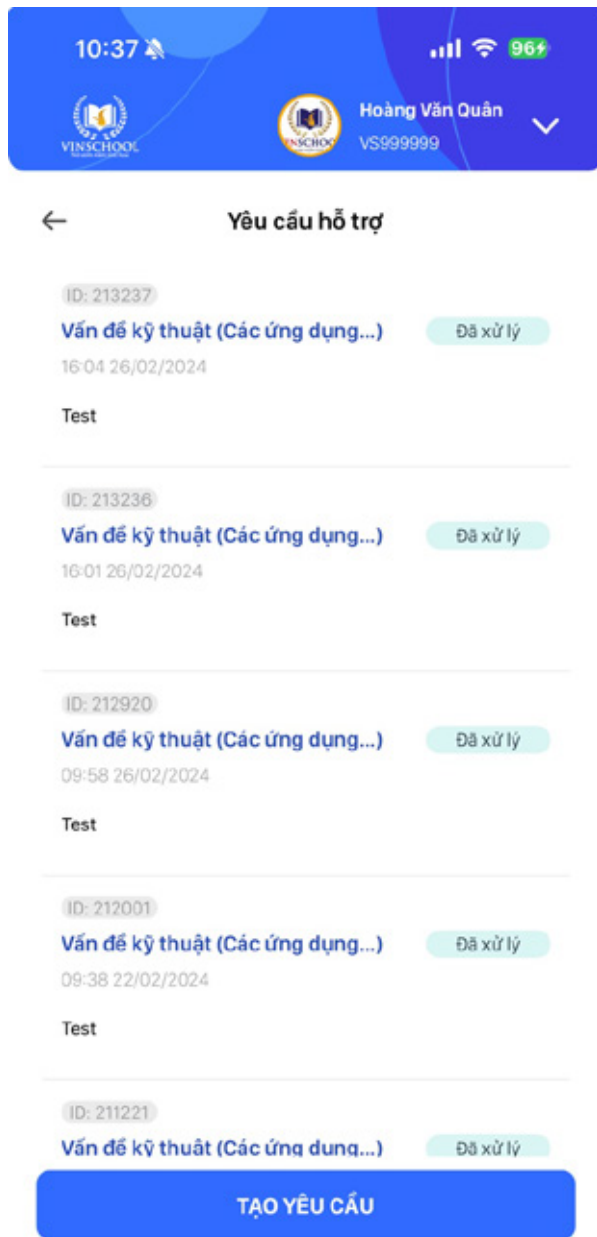 10:37
96
Hoàng Văn Quân
VS999999
VINSCHOOL
Yêu cầu hỗ trợ
ID: 213237
Vấn đề kỹ thuật (Các ứng dụng...)
Đã xử lý
16:04 26/02/2024
Test
ID: 213236
Vấn đề kỹ thuật (Các ứng dụng...)
Đã xử lý
16:01 26/02/2024
Test
ID: 212920
Vấn đề kỹ thuật (Các ứng dụng...)
Đã xử lý
09:58 26/02/2024
Test
ID: 212001
Vấn đề kỹ thuật (Các ứng dụng...)
Đã xử lý
09:38 22/02/2024
Test
ID: 211221
Vấn đề kỹ thuật (Các ứng dụng...)
Đã xử lý
TẠO YÊU CẦU